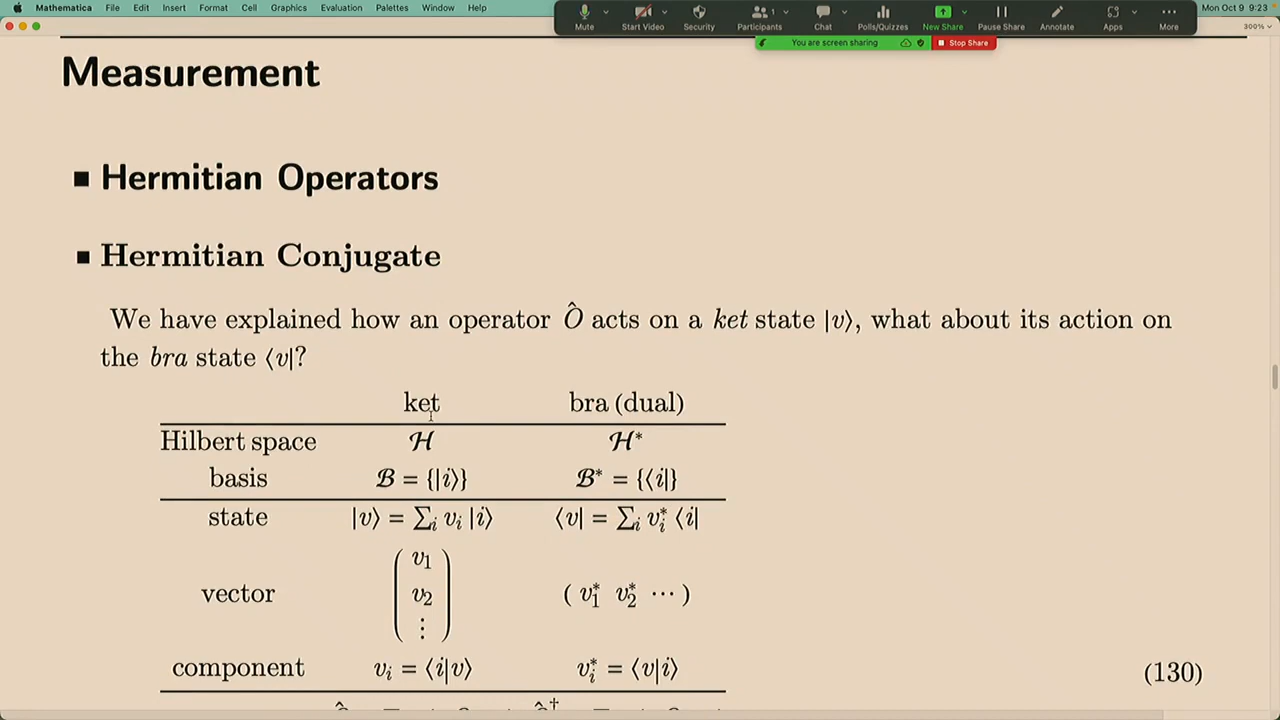 Mathematica File Edit Insert Format Cell Graphics Evaluation Palettes Window Help
Mon Oct 9 9:23
Mute Start Video Security Participants 1 Chat Polls/Quizzes New Share Pause Share Annotate Apps More
You are screen sharing Stop Share
300%
Measurement
■ Hermitian Operators
■ Hermitian Conjugate
We have explained how an operator Ô acts on a ket state |v⟩, what about its action on
the bra state ⟨v|?
ket bra (dual)
Hilbert space ℋ ℋ*
basis ℬ = {|i⟩} ℬ* = {⟨i|}
state |v⟩ = ∑ᵢ vᵢ |i⟩ ⟨v| = ∑ᵢ vᵢ* ⟨i|
vector ( v₁ v₂ ⋮ ) ( v₁* v₂* ⋯ )
component vᵢ = ⟨i|v⟩ vᵢ* = ⟨v|i⟩ (130)